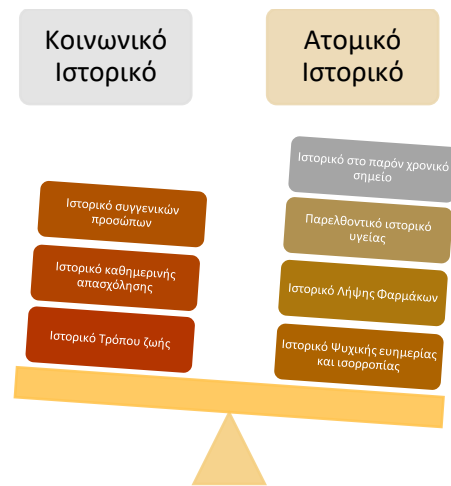 Κοινωνικό
Ιστορικό
Ατομικό
Ιστορικό
Ιστορικό συγγενικών
προσώπων
Ιστορικό καθημερινής
απασχόλησης
Ιστορικό Τρόπου ζωής
Ιστορικό στο παρόν χρονικό
σημείο
Παρελθοντικό ιστορικό
υγείας
Ιστορικό Λήψης Φαρμάκων
Ιστορικό Ψυχικής ευημερίας
και ισορροπίας